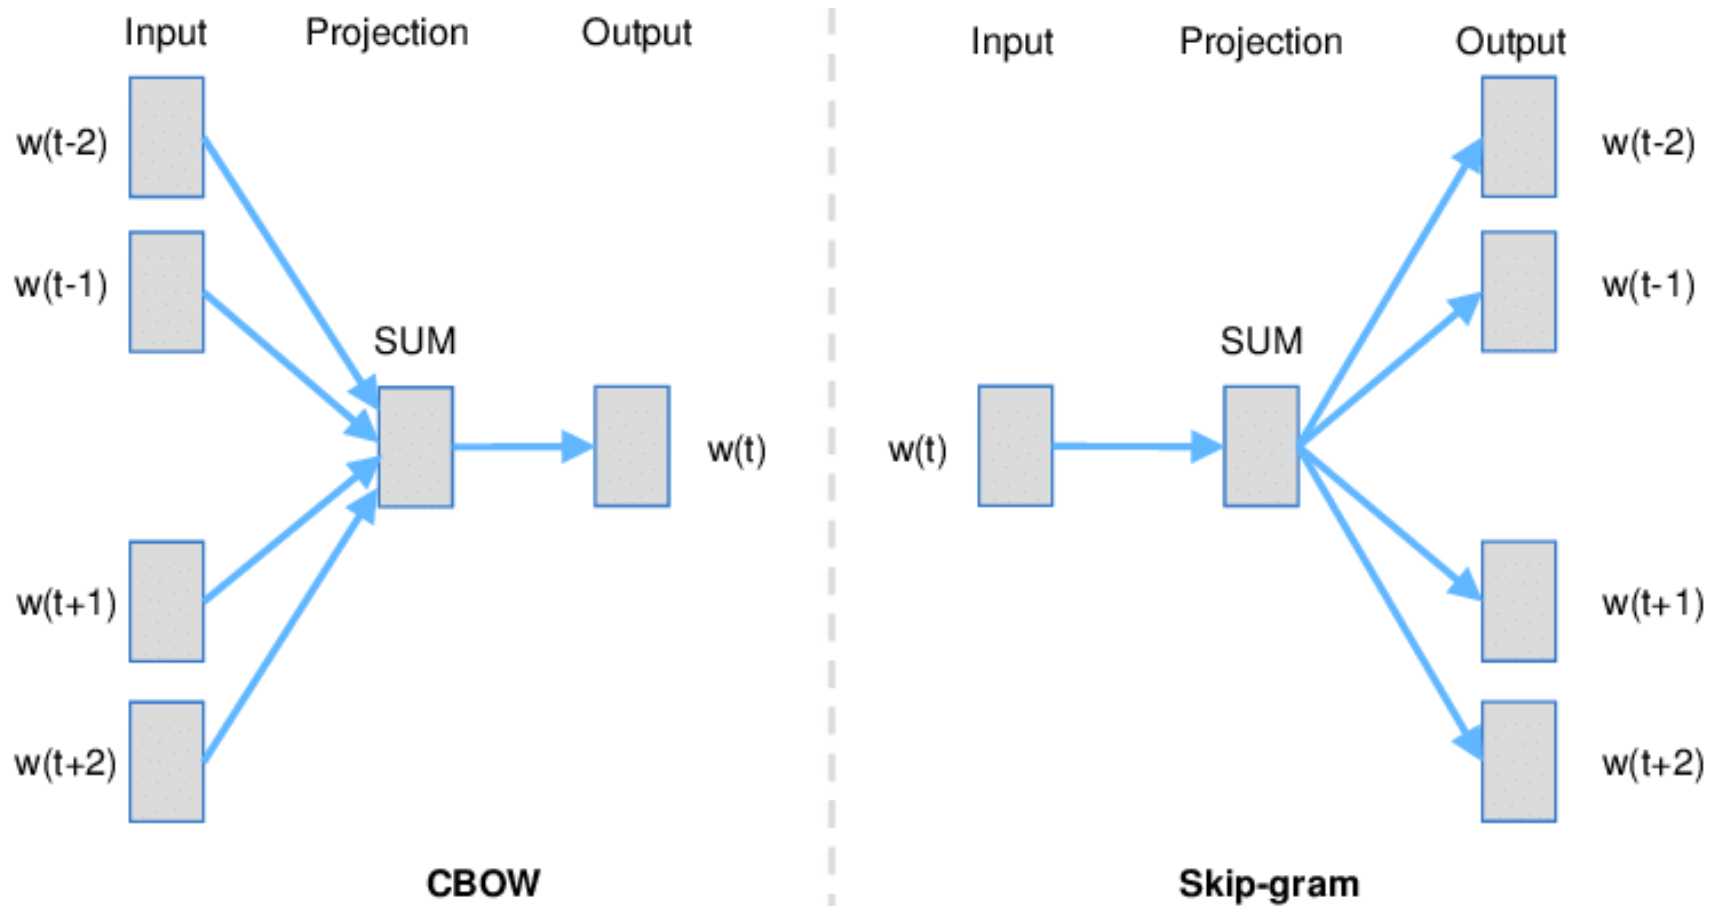 Input Projection Output
w(t-2)
w(t-1)
SUM
w(t)
w(t+1)
w(t+2)
CBOW
Input Projection Output
w(t-2)
w(t-1)
SUM
w(t)
w(t+1)
w(t+2)
Skip-gram